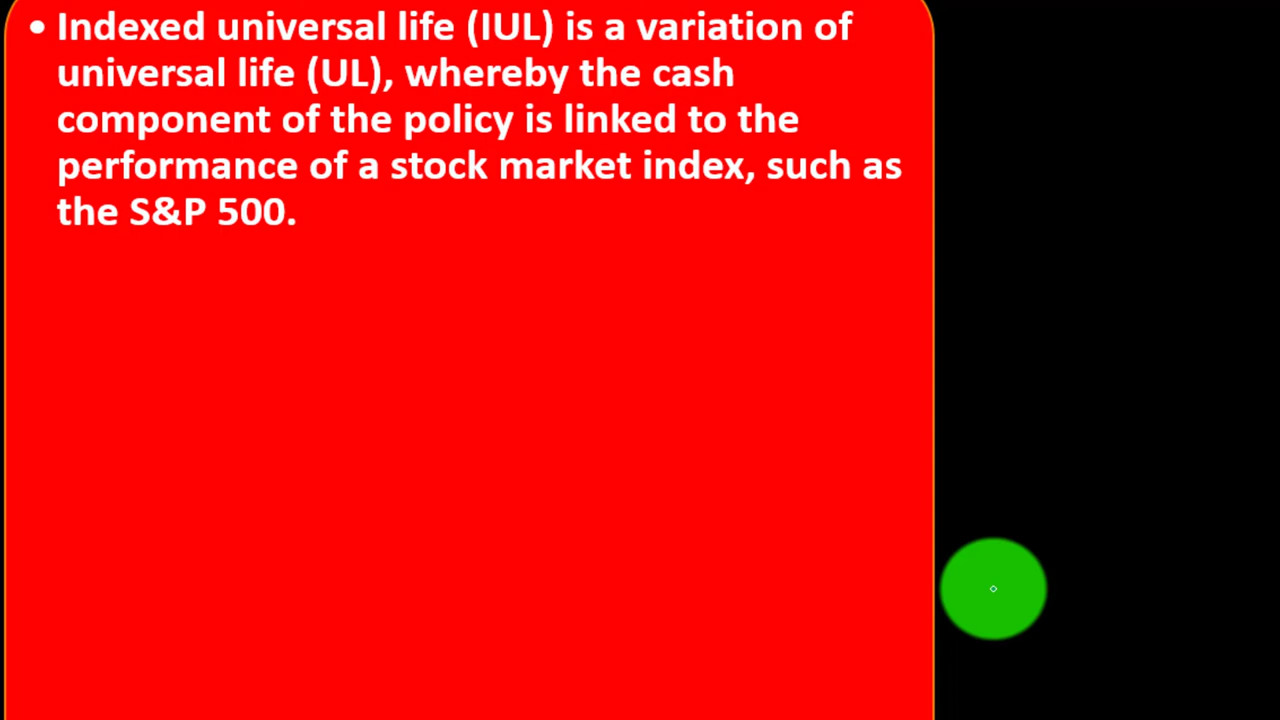 • Indexed universal life (IUL) is a variation of
universal life (UL), whereby the cash
component of the policy is linked to the
performance of a stock market index, such as
the S&P 500.